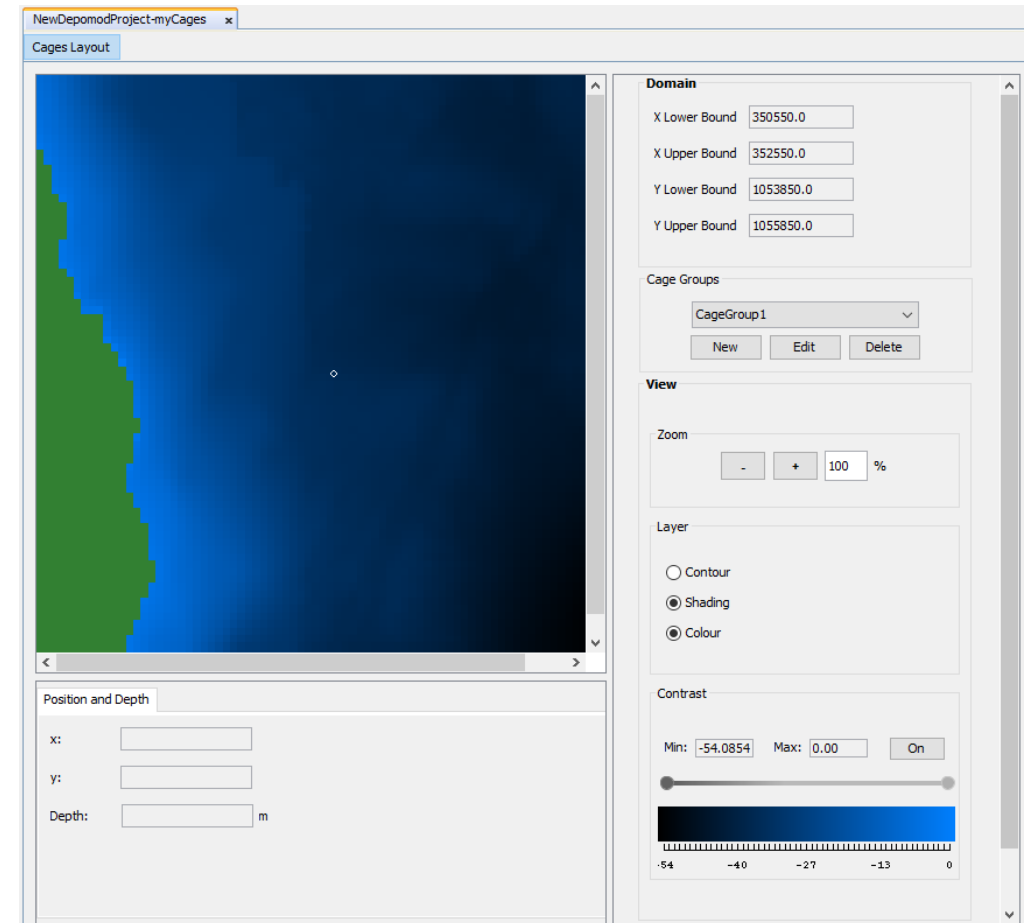 NewDepomodProject-myCages x
Cages Layout
Domain
X Lower Bound 350550.0
X Upper Bound 352550.0
Y Lower Bound 1053850.0
Y Upper Bound 1055850.0
Cage Groups
CageGroup1
New Edit Delete
View
Zoom
- + 100 %
Layer
Contour
Shading
Colour
Contrast
Min: -54.0854 Max: 0.00 On
-54 -40 -27 -13 0
Position and Depth
x:
y:
Depth: m